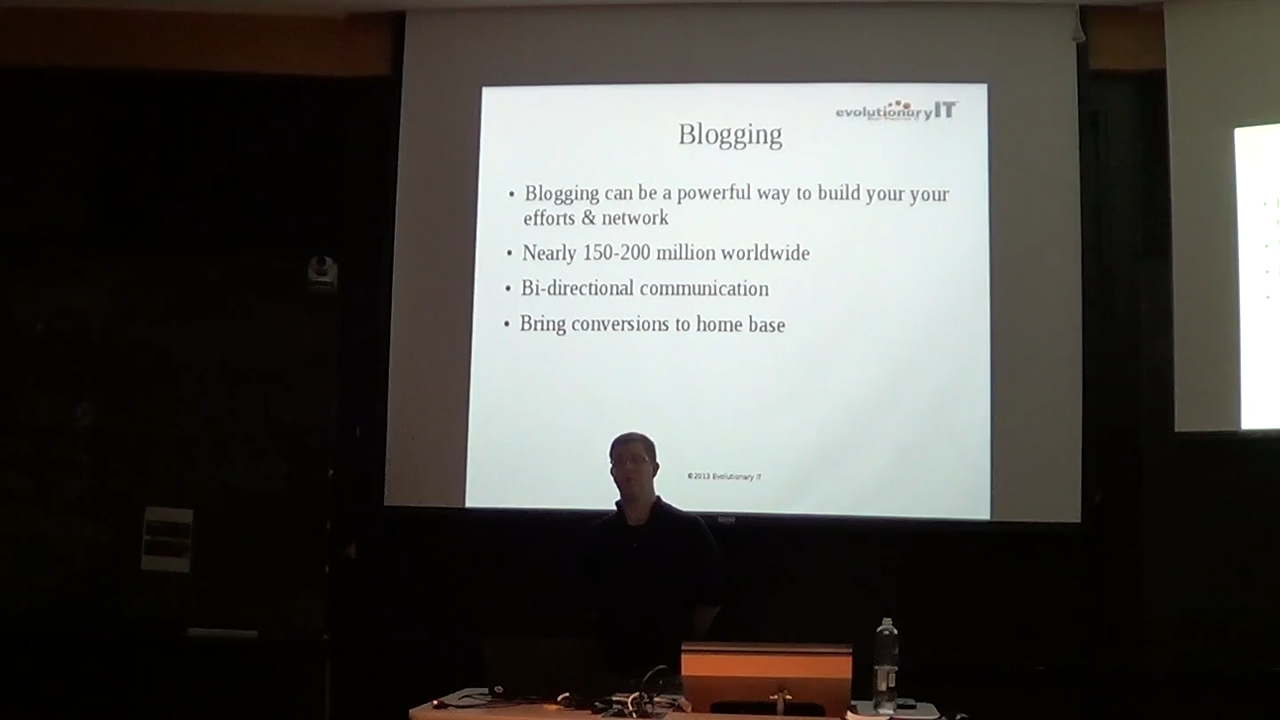 evolutionaryIT
Blogging
• Blogging can be a powerful way to build your your
efforts & network
• Nearly 150-200 million worldwide
• Bi-directional communication
• Bring conversions to home base
©2013 Evolutionary IT